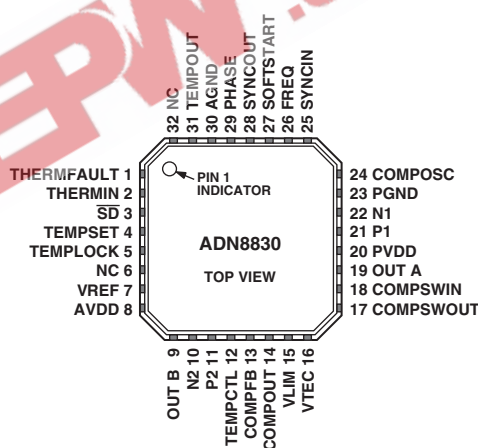 32 NC
31 TEMPOUT
30 AGND
29 PHASE
28 SYNCOUT
27 SOFTSTART
26 FREQ
25 SYNCIN
THERMFAULT 1
THERMIN 2
SD 3
TEMPSET 4
TEMPLOCK 5
NC 6
VREF 7
AVDD 8
PIN 1
INDICATOR
ADN8830
TOP VIEW
24 COMPOSC
23 PGND
22 N1
21 P1
20 PVDD
19 OUT A
18 COMPSWIN
17 COMPSWOUT
OUT B 9
N2 10
P2 11
TEMPCTL 12
COMPFB 13
COMPOUT 14
VLIM 15
VTEC 16